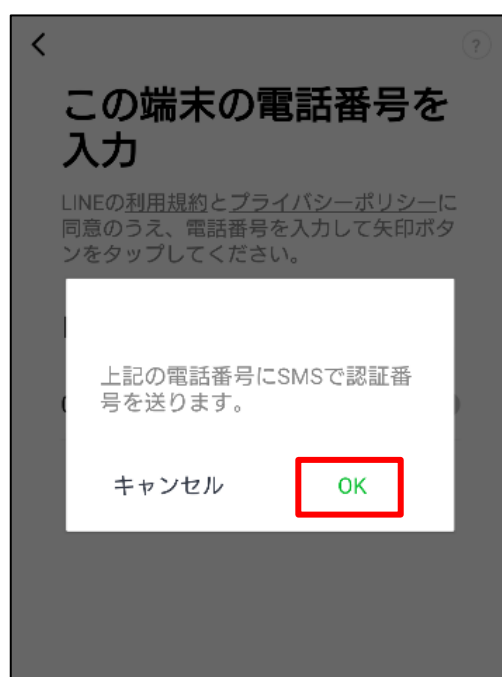 ?
この端末の電話番号を
入力
LINEの利用規約とプライバシーポリシーに
同意のうえ、電話番号を入力して矢印ボタ
ンをタップしてください。
上記の電話番号にSMSで認証番
号を送ります。
キャンセル OK